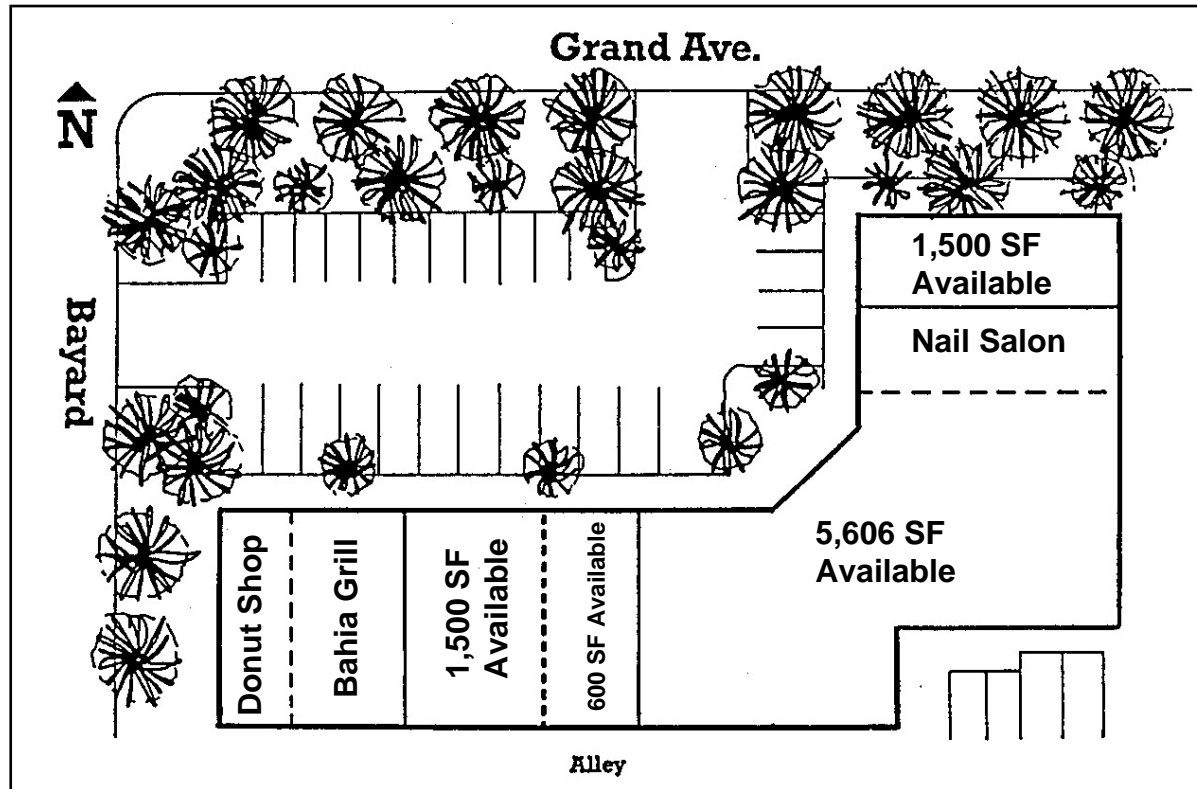 Grand Ave.
N
Bayard
1,500 SF
Available
Nail Salon
5,606 SF
Available
Donut Shop
Bahia Grill
1,500 SF
Available
600 SF Available
Alley